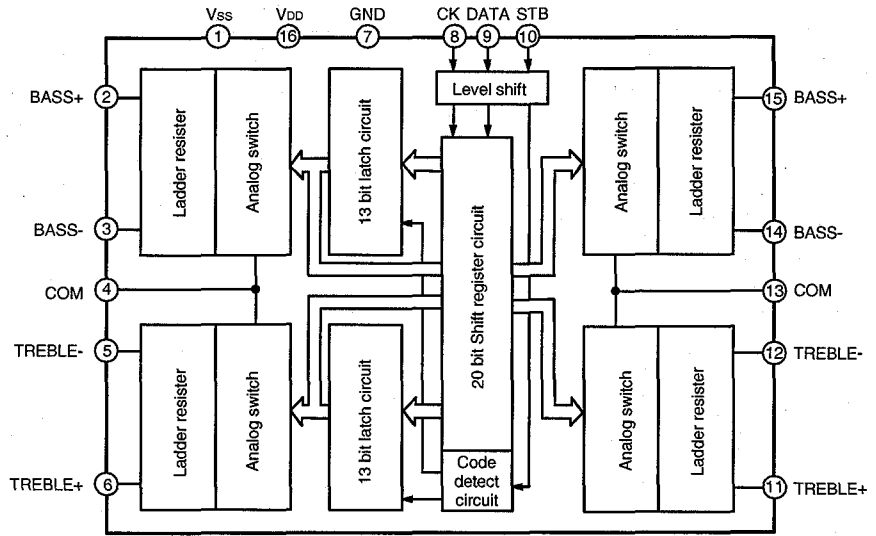 VSS VDD GND CK DATA STB
1 16 7 8 9 10
Level shift
BASS+ 2
BASS- 3
COM 4
TREBLE- 5
TREBLE+ 6
Ladder resister
Analog switch
13 bit latch circuit
20 bit Shift register circuit
Analog switch
Ladder resister
Ladder resister
Analog switch
13 bit latch circuit
Code
detect
circuit
Analog switch
Ladder resister
15 BASS+
14 BASS-
13 COM
12 TREBLE-
11 TREBLE+